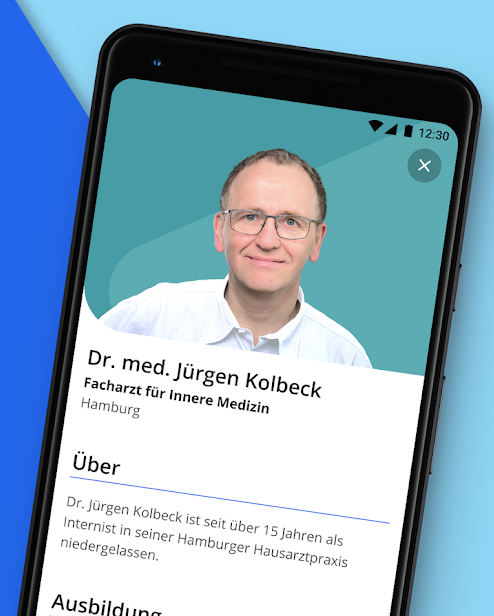 12:30
Dr. med. Jürgen Kolbeck
Facharzt für Innere Medizin
Hamburg
Über
Dr. Jürgen Kolbeck ist seit über 15 Jahren als
Internist in seiner Hamburger Hausarztpraxis
niedergelassen.
Ausbildung